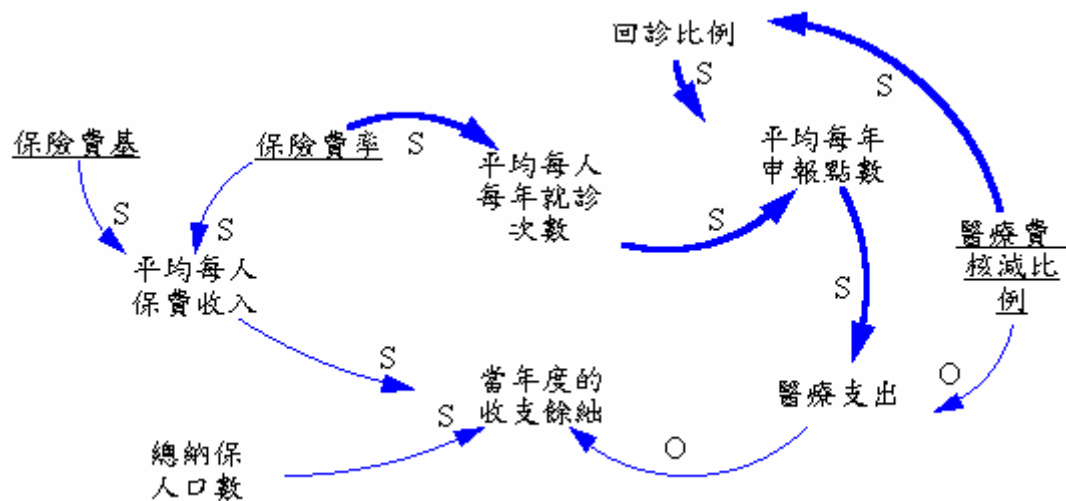 回診比例
S
S
保險費基
保險費率
S
平均每人
每年就診
次數
平均每年
申報點數
S
S
S
平均每人
保費收入
S
醫療費
核減比
例
S
S
當年度的
收支餘絀
S
醫療支出
O
O
總納保
人口數